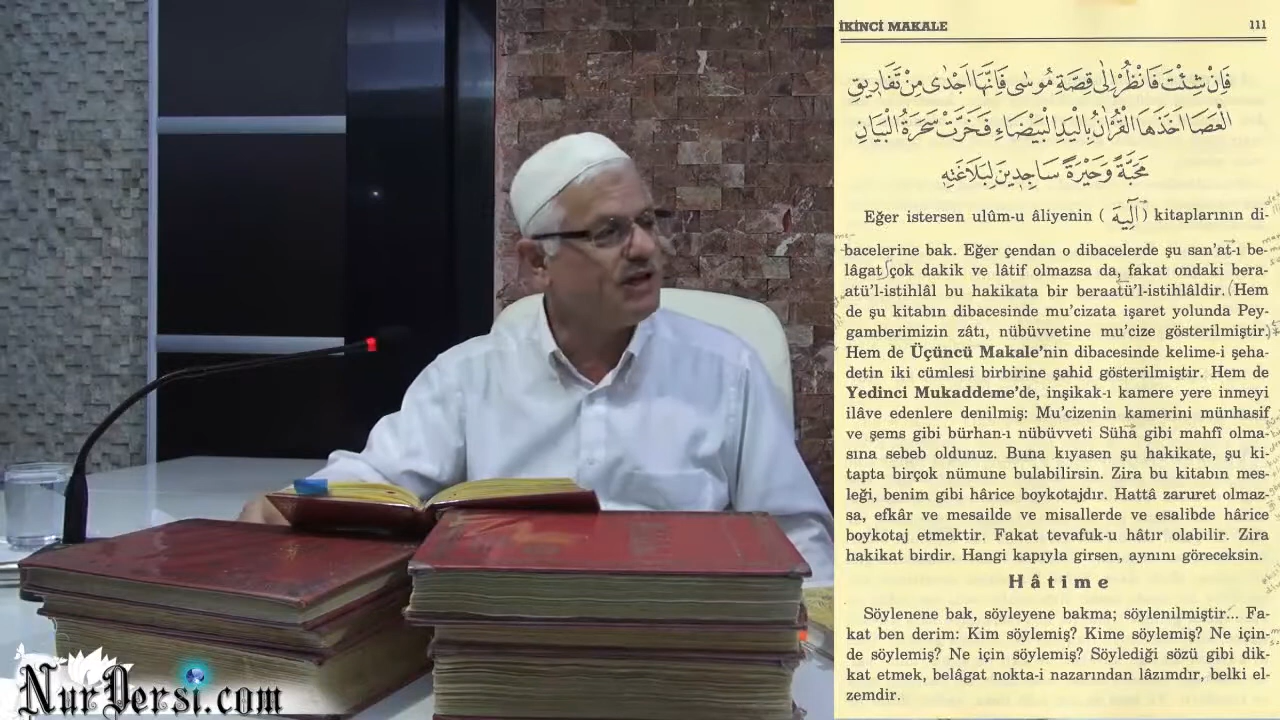 İKİNCİ MAKALE 111
فَاِنْ شِئْتَ فَانْظُرْ اِلٰى قِصَّةِ مُوسٰى فَاِنَّهَا اَجْدٰى مِنْ تَفَارِيقِ
الْعَصَا اَخَذَهَا الْقُرْاٰنُ بِالْيَدِ الْبَيْضَاءِ فَخَرَّتْ سَحَرَةُ الْبَيَانِ
مَحَبَّةً وَحَيْرَةً سَاجِدِينَ لِبَلَاغَتِهِ
Eğer istersen ulûm-u âliyenin ( اٰلِيَه ) kitaplarının di-
bacelerine bak. Eğer çendan o dibacelerde şu san'at-ı be-
lâgat çok dakik ve lâtif olmazsa da, fakat ondaki bera-
atü'l-istihlâl bu hakikata bir beraatü'l-istihlâldir. Hem
de şu kitabın dibacesinde mu'cizata işaret yolunda Pey-
gamberimizin zâtı, nübüvvetine mu'cize gösterilmiştir.
Hem de Üçüncü Makale'nin dibacesinde kelime-i şeha-
detin iki cümlesi birbirine şahid gösterilmiştir. Hem de
Yedinci Mukaddeme'de, inşikak-ı kamere yere inmeyi
ilâve edenlere denilmiş: Mu'cizenin kamerini münhasif
ve şems gibi bürhan-ı nübüvveti Sühâ gibi mahfî olma-
sına sebeb oldunuz. Buna kıyasen şu hakikate, şu ki-
tapta birçok nümune bulabilirsin. Zira bu kitabın mes-
leği, benim gibi hârice boykotajdır. Hattâ zaruret olmaz-
sa, efkâr ve mesailde ve misallerde ve esalibde hârice
boykotaj etmektir. Fakat tevafuk-u hâtır olabilir. Zira
hakikat birdir. Hangi kapıyla girsen, aynını göreceksin.
Hâtime
Söylenene bak, söyleyene bakma; söylenilmiştir... Fa-
kat ben derim: Kim söylemiş? Kime söylemiş? Ne için-
de söylemiş? Ne için söylemiş? Söylediği sözü gibi dik-
kat etmek, belâgat nokta-i nazarından lâzımdır, belki el-
zemdir.
NurDersi.com